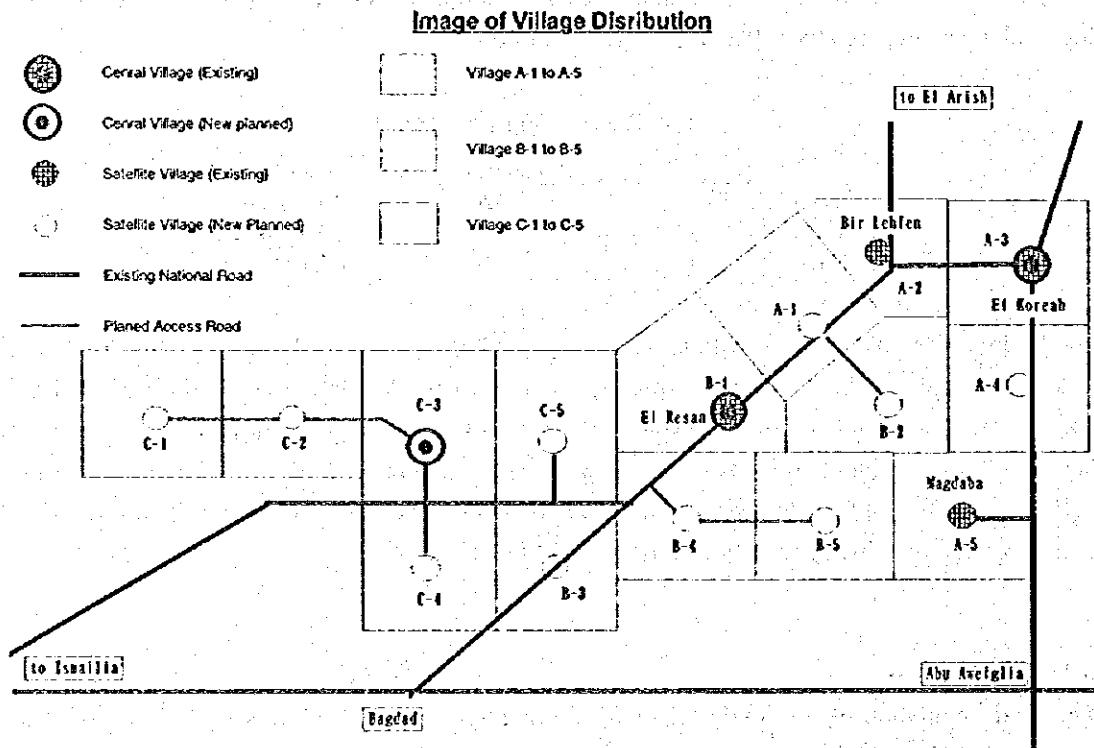 Image of Village Disribution
Cenral Village (Existing)
Cenral Village (New planned)
Satellite Village (Existing)
Satellite Village (New Planned)
Existing National Road
Planed Access Road
Village A-1 to A-5
Village B-1 to B-5
Village C-1 to C-5
to El Arish
Bir Lehfen
A-3
A-2
El Koreah
A-1
A-4
B-1
El Resan
B-2
C-3
C-5
C-1
C-2
Magdaba
A-5
B-4
B-5
C-4
B-3
to Ismailia
Abu Aweiglia
Bagdad